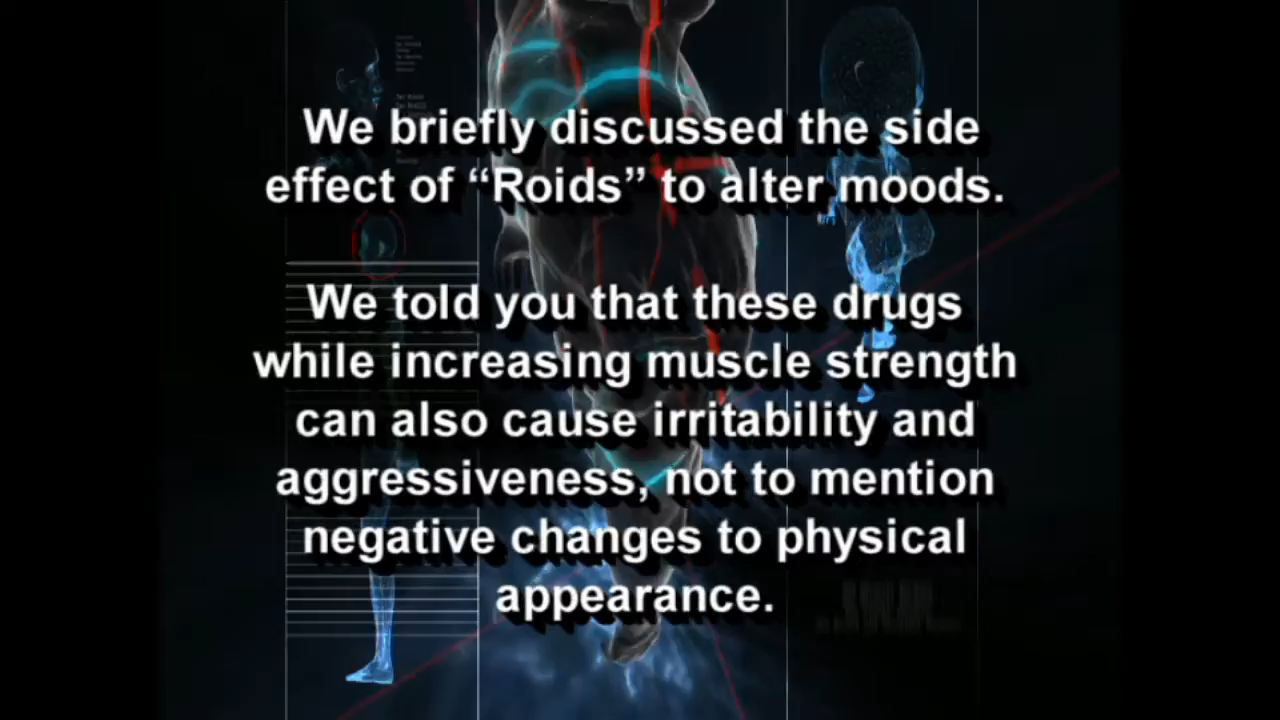 We briefly discussed the side
effect of “Roids” to alter moods.
We told you that these drugs
while increasing muscle strength
can also cause irritability and
aggressiveness, not to mention
negative changes to physical
appearance.